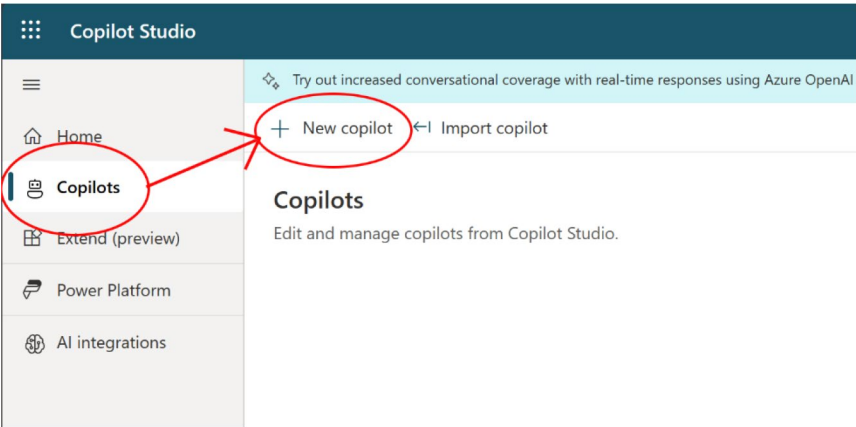 Copilot Studio
Try out increased conversational coverage with real-time responses using Azure OpenAI
Home
New copilot
Import copilot
Copilots
Copilots
Extend (preview)
Edit and manage copilots from Copilot Studio.
Power Platform
AI integrations